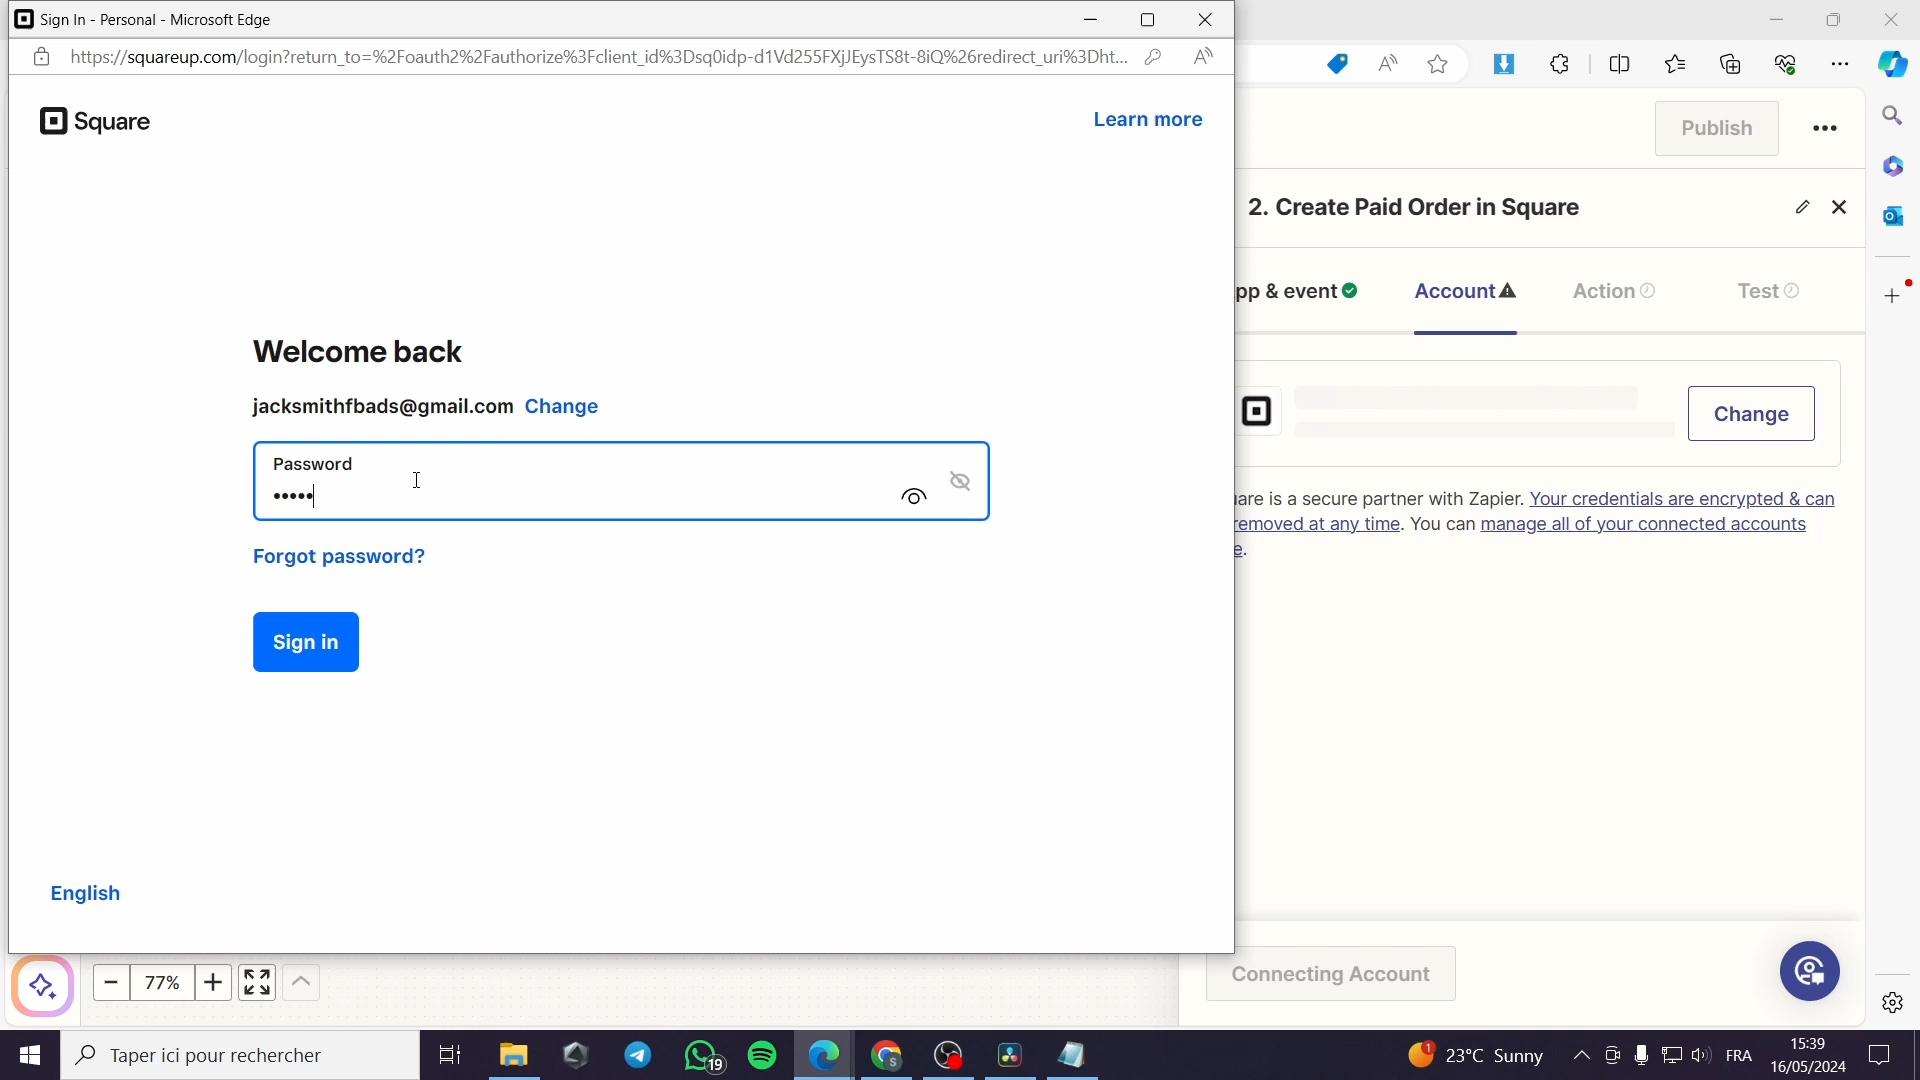 Sign In - Personal - Microsoft Edge
https://squareup.com/login?return_to=%2Foauth2%2Fauthorize%3Fclient_id%3Dsq0idp-d1Vd255FXjJEysTS8t-8iQ%26redirect_uri%3Dht...
Square
Learn more
Welcome back
jacksmithfbads@gmail.com Change
Password
•••••
Forgot password?
Sign in
English
Publish
2. Create Paid Order in Square
pp & event
Account
Action
Test
Change
are is a secure partner with Zapier. Your credentials are encrypted & can
removed at any time. You can manage all of your connected accounts
e.
Connecting Account
77%
Taper ici pour rechercher
19
1
23°C Sunny
FRA
15:39
16/05/2024